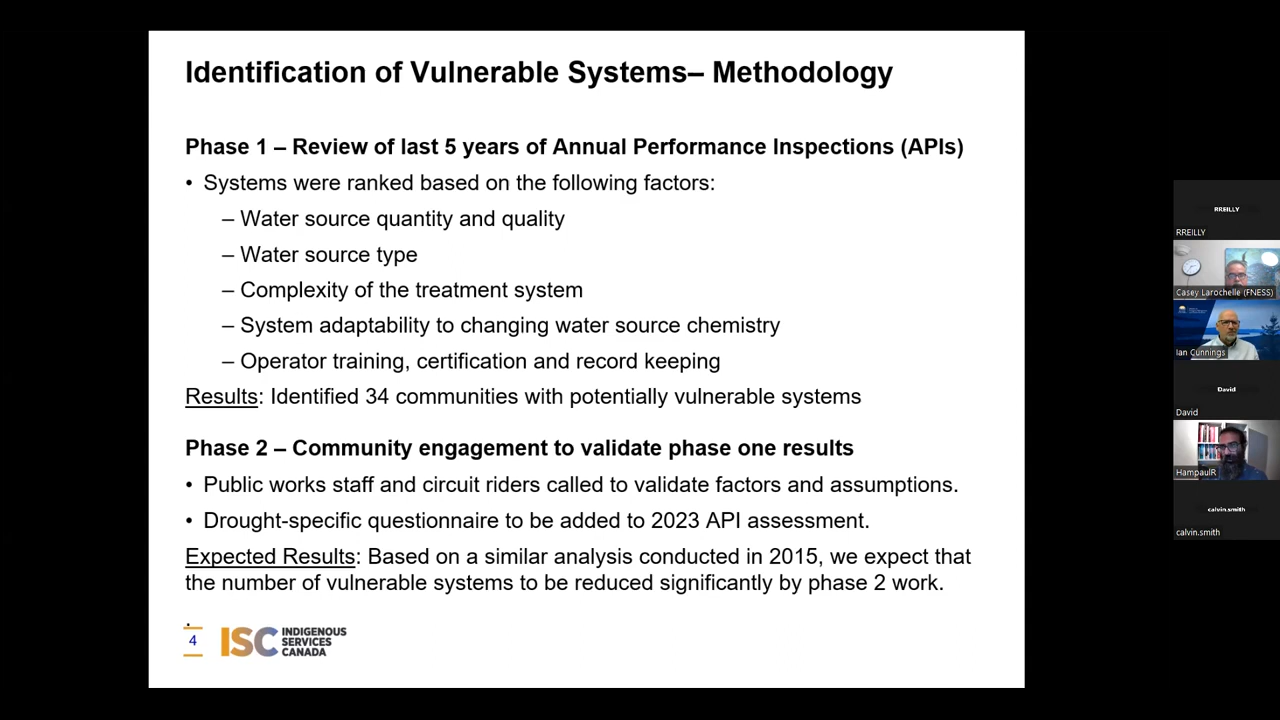 Identification of Vulnerable Systems– Methodology
Phase 1 – Review of last 5 years of Annual Performance Inspections (APIs)
• Systems were ranked based on the following factors:
– Water source quantity and quality
– Water source type
– Complexity of the treatment system
– System adaptability to changing water source chemistry
– Operator training, certification and record keeping
Results: Identified 34 communities with potentially vulnerable systems
Phase 2 – Community engagement to validate phase one results
• Public works staff and circuit riders called to validate factors and assumptions.
• Drought-specific questionnaire to be added to 2023 API assessment.
Expected Results: Based on a similar analysis conducted in 2015, we expect that
the number of vulnerable systems to be reduced significantly by phase 2 work.
4
ISC INDIGENOUS
SERVICES
CANADA
RREILLY
RREILLY
Casey Larochelle (FNESS)
Ian Cunnings
David
David
HampaulR
calvin.smith
calvin.smith